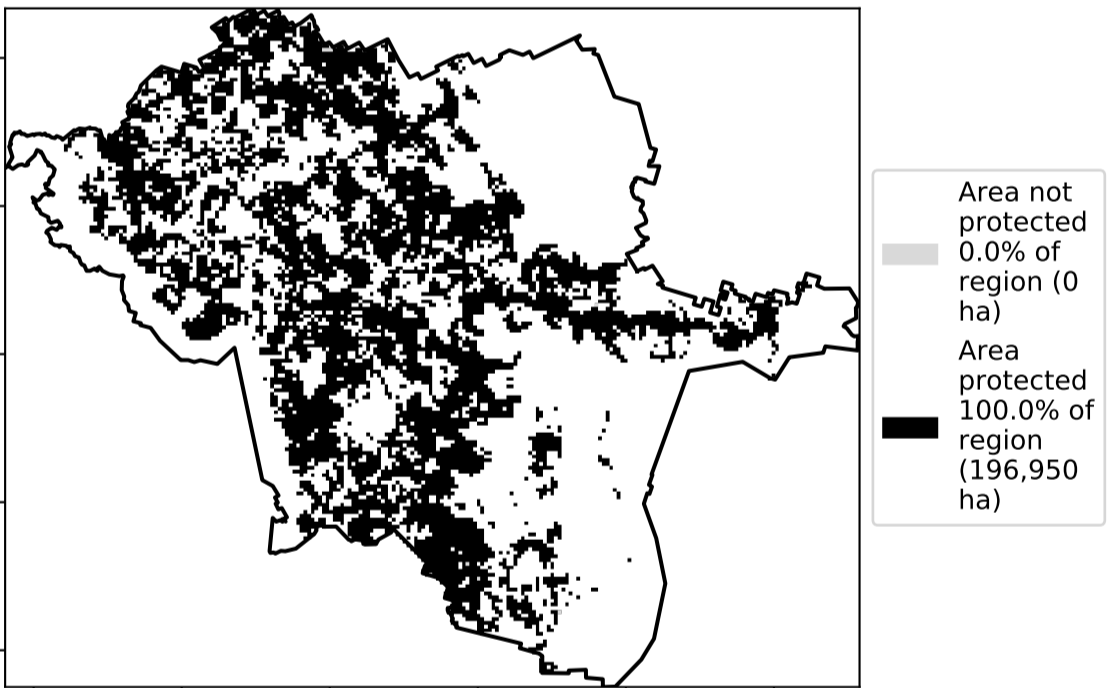 Area not
protected
0.0% of
region (0
ha)
Area
protected
100.0% of
region
(196,950
ha)